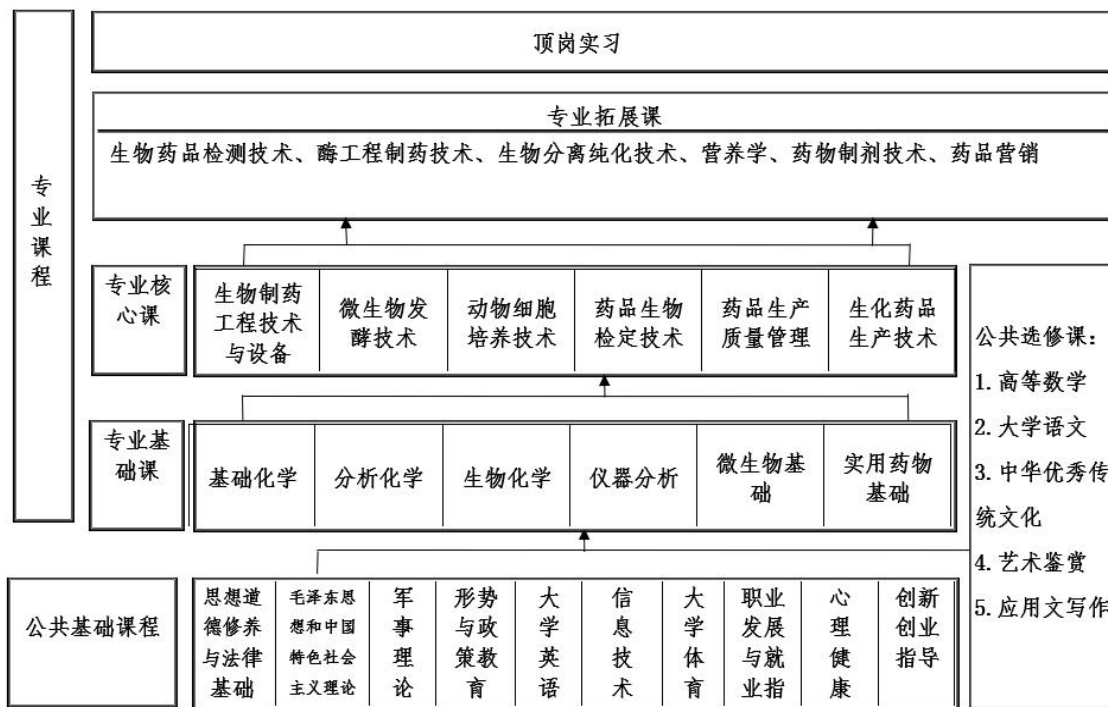 顶岗实习
专业拓展课
生物药品检测技术、酶工程制药技术、生物分离纯化技术、营养学、药物制剂技术、药品营销
专
业
课
程
专业核
心课
生物制药
工程技术
与设备
微生物发
酵技术
动物细胞
培养技术
药品生物
检定技术
药品生产
质量管理
生化药品
生产技术
专业基
础课
基础化学
分析化学
生物化学
仪器分析
微生物基
础
实用药物
基础
公共选修课：
1.高等数学
2.大学语文
3.中华优秀传
统文化
4.艺术鉴赏
5.应用文写作
公共基础课程
思想道
德修养
与法律
基础
毛泽东思
想和中国
特色社会
主义理论
军
事
理
论
形势
与政
策教
育
大
学
英
语
信
息
技
术
大
学
体
育
职业
发展
与就
业指
心
理
健
康
创新
创业
指导